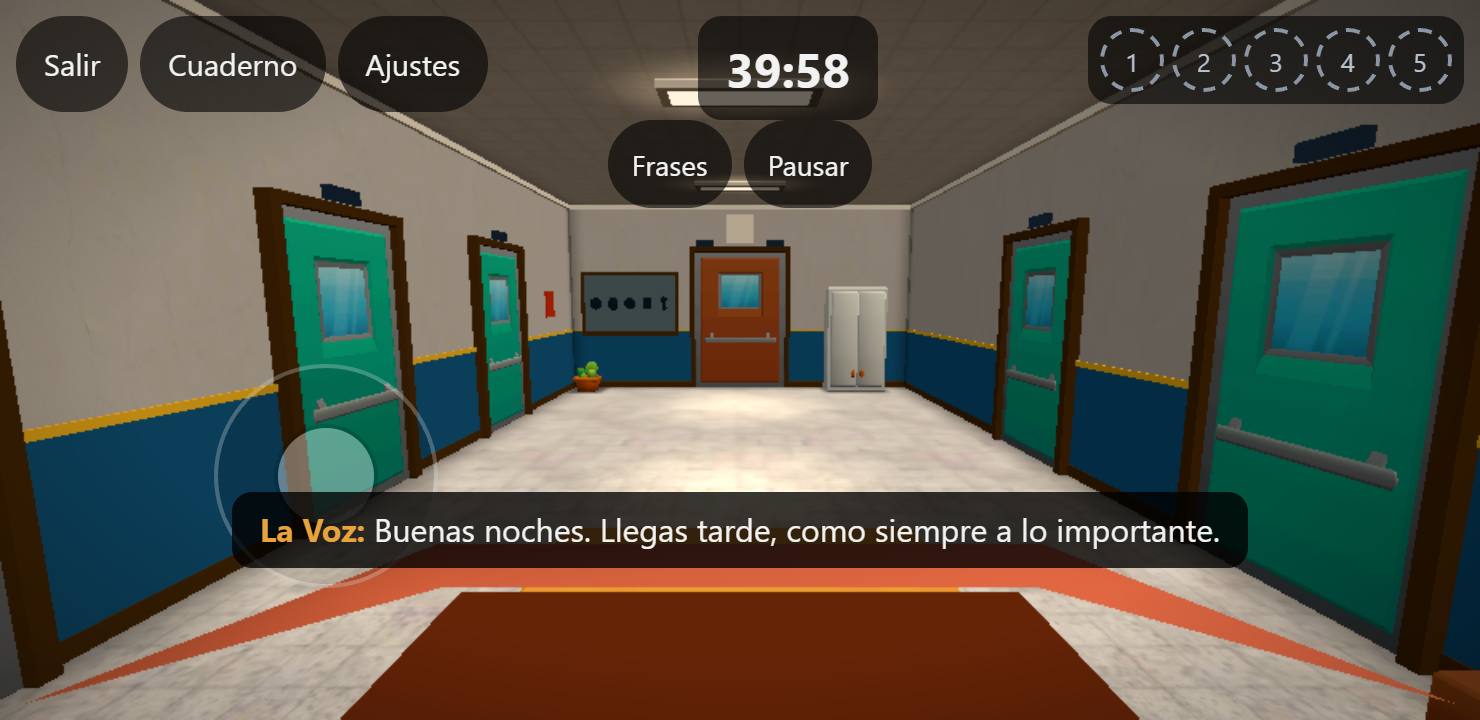 Salir Cuaderno Ajustes 39:58 1 2 3 4 5
Frases Pausar
La Voz: Buenas noches. Llegas tarde, como siempre a lo importante.